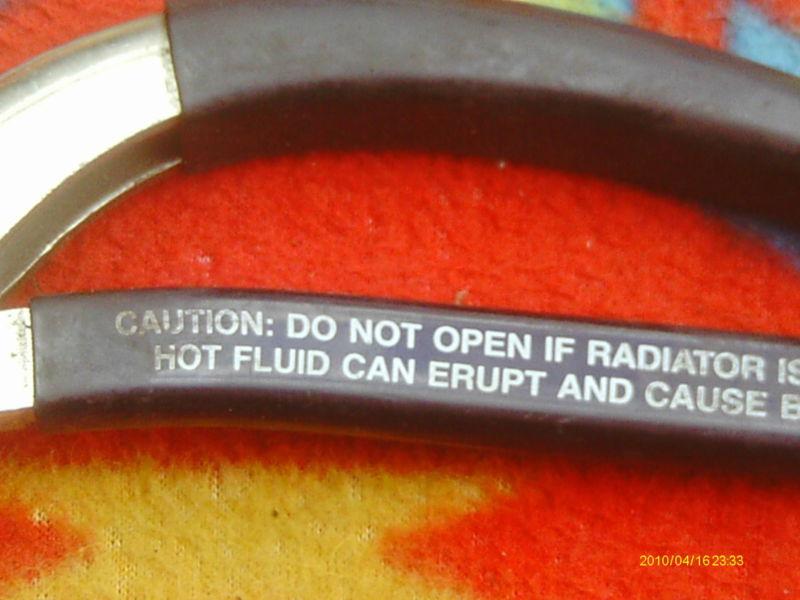 CAUTION: DO NOT OPEN IF RADIATOR IS
HOT FLUID CAN ERUPT AND CAUSE B
2010/04/16 23:33